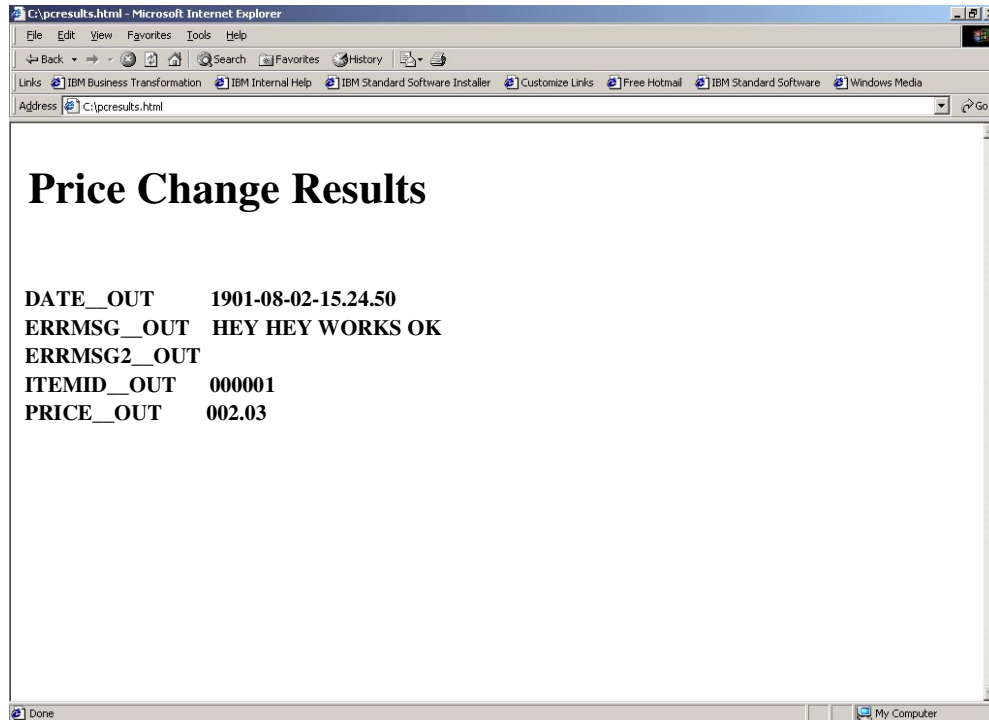 C:\pcresults.html - Microsoft Internet Explorer
File Edit View Favorites Tools Help
Back Search Favorites History
Links IBM Business Transformation IBM Internal Help IBM Standard Software Installer Customize Links Free Hotmail IBM Standard Software Windows Media
Address C:\pcresults.html Go
Price Change Results
DATE__OUT 1901-08-02-15.24.50
ERRMSG__OUT HEY HEY WORKS OK
ERRMSG2__OUT
ITEMID__OUT 000001
PRICE__OUT 002.03
Done My Computer